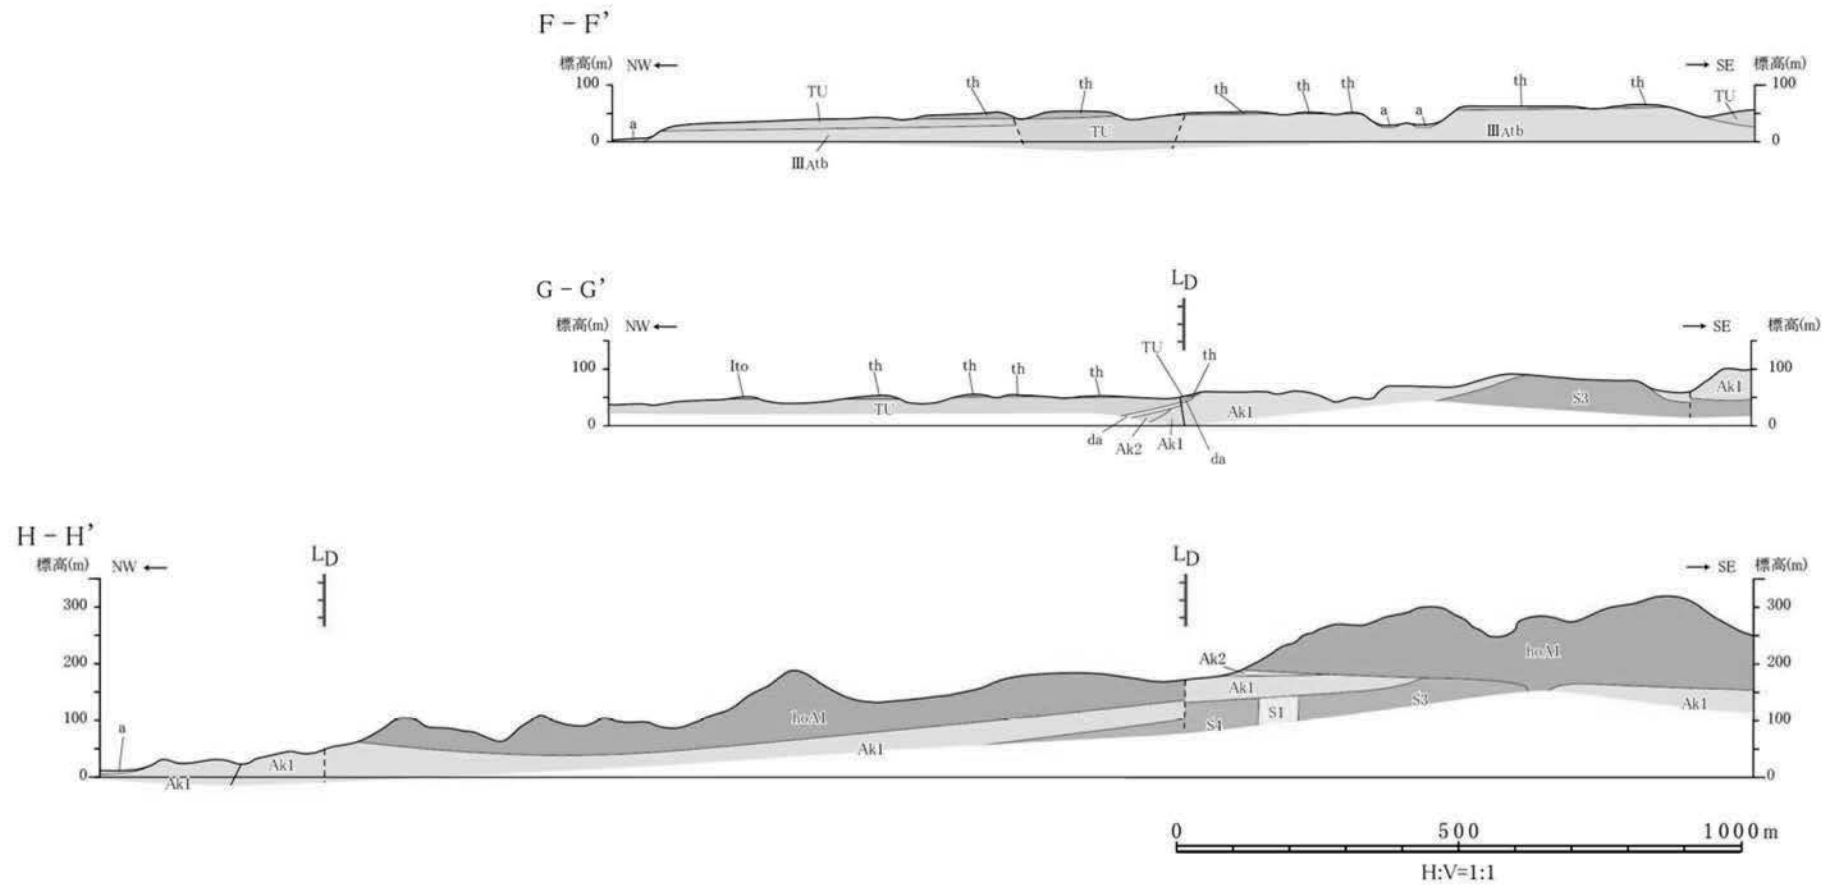 F－F’
標高(m) NW← →SE 標高(m)
100 TU th th th th th th th TU 100
a a a
0 TU ⅢAtb 0
ⅢAtb
G－G’ LD
標高(m) NW← →SE 標高(m)
TU th
100 Ito th th th th 100
Ak1
TU Ak1 S3
0 da Ak2 Ak1 0
da
H－H’
LD LD
標高(m) NW← →SE 標高(m)
300 300
200 Ak2 hoA1 200
Ak1 S3
100 a hoA1 S4 S1 Ak1 100
Ak1 Ak1
0 Ak1 0
0 500 1000m
H:V=1:1